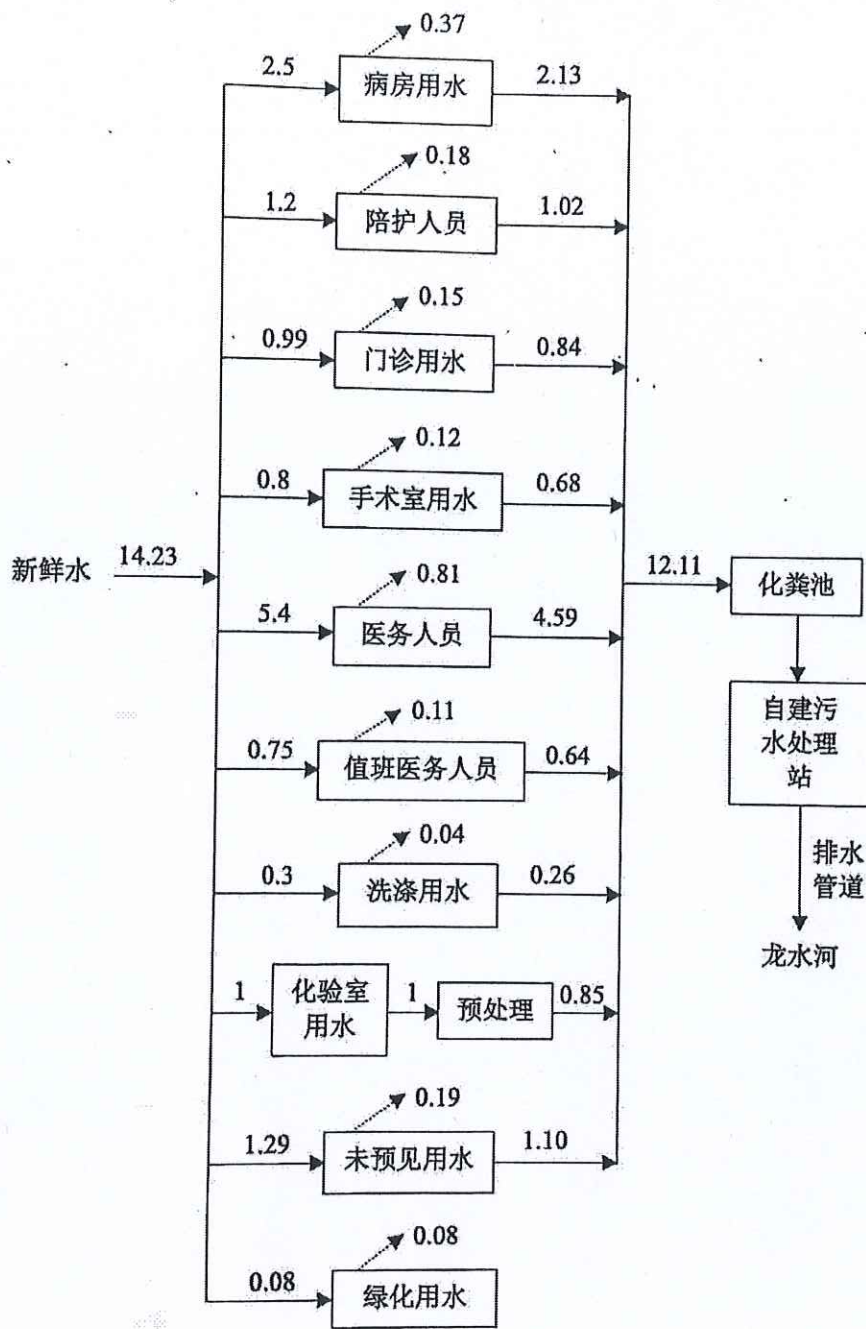 0.37
2.5
病房用水
2.13
0.18
1.2
陪护人员
1.02
0.15
0.99
门诊用水
0.84
0.12
0.8
手术室用水
0.68
新鲜水
14.23
12.11
化粪池
0.81
5.4
医务人员
4.59
自建污
水处理
站
0.11
0.75
值班医务人员
0.64
0.04
0.3
洗涤用水
0.26
排水
管道
龙水河
1
化验室
用水
1
预处理
0.85
0.19
1.29
未预见用水
1.10
0.08
0.08
绿化用水